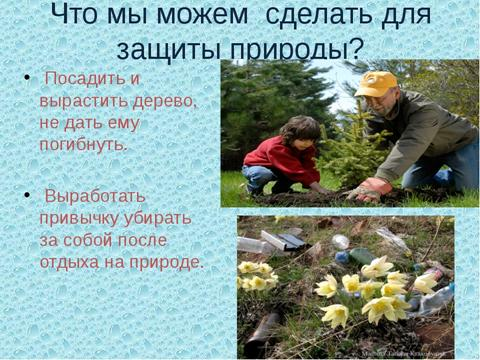 Что мы можем сделать для
защиты природы?
• Посадить и
вырастить дерево,
не дать ему
погибнуть.
• Выработать
привычку убирать
за собой после
отдыха на природе.